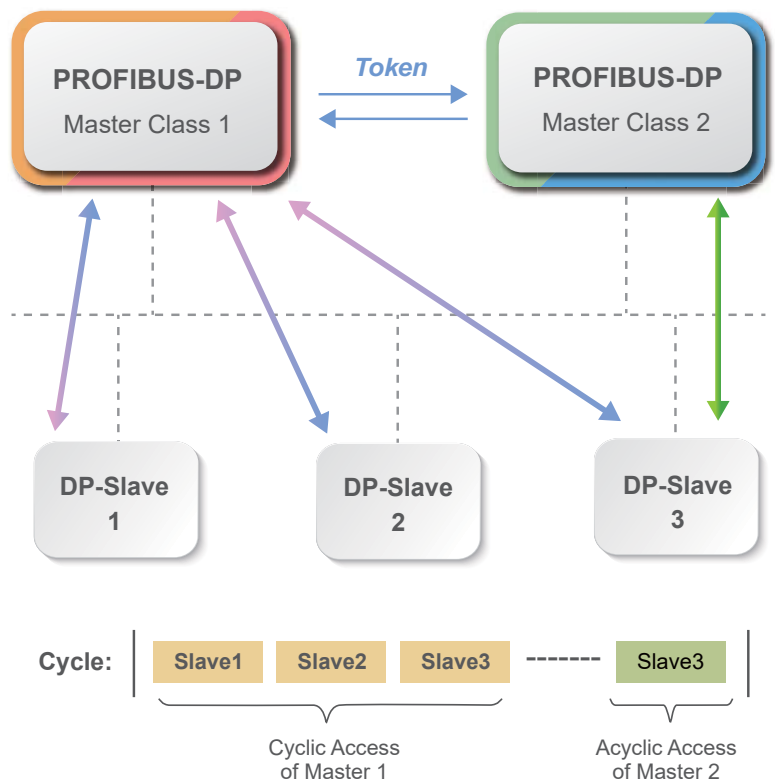 PROFIBUS-DP
Master Class 1
Token
PROFIBUS-DP
Master Class 2
DP-Slave
1
DP-Slave
2
DP-Slave
3
Cycle:
Slave1
Slave2
Slave3
Slave3
Cyclic Access
of Master 1
Acyclic Access
of Master 2